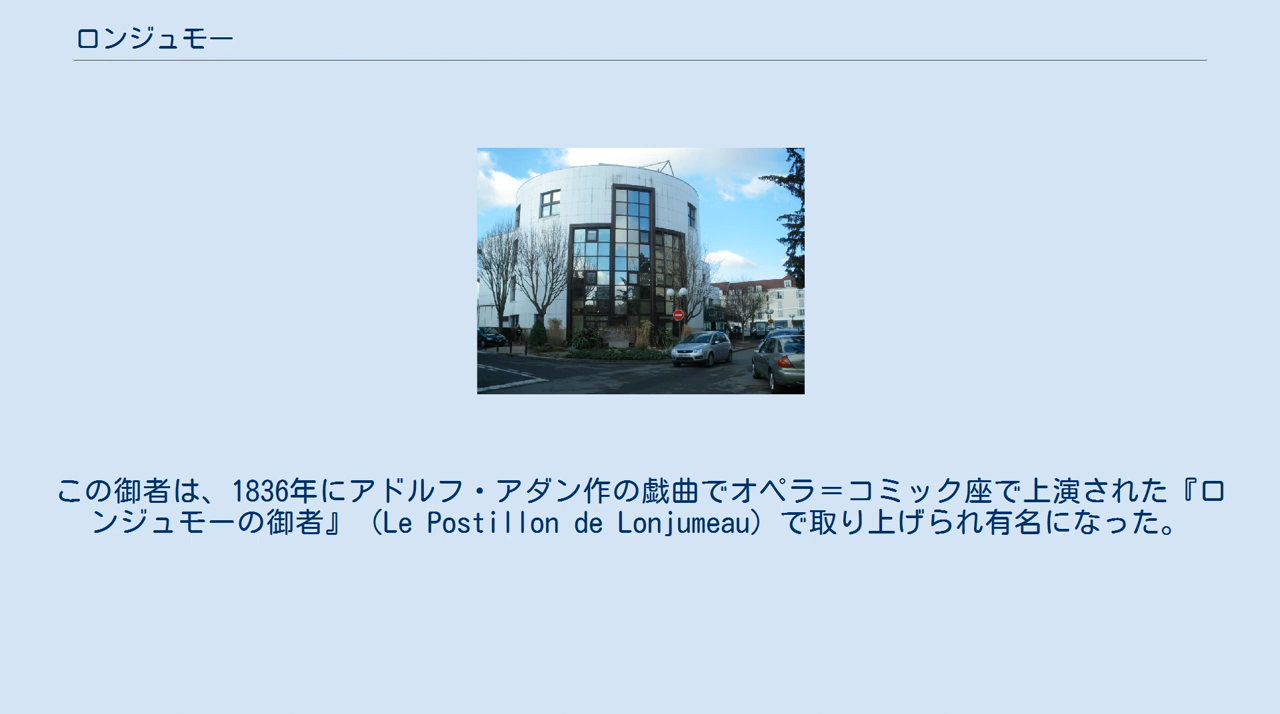 ロンジュモー
この御者は、1836年にアドルフ・アダン作の戯曲でオペラ＝コミック座で上演された『ロ
ンジュモーの御者』（Le Postillon de Lonjumeau）で取り上げられ有名になった。